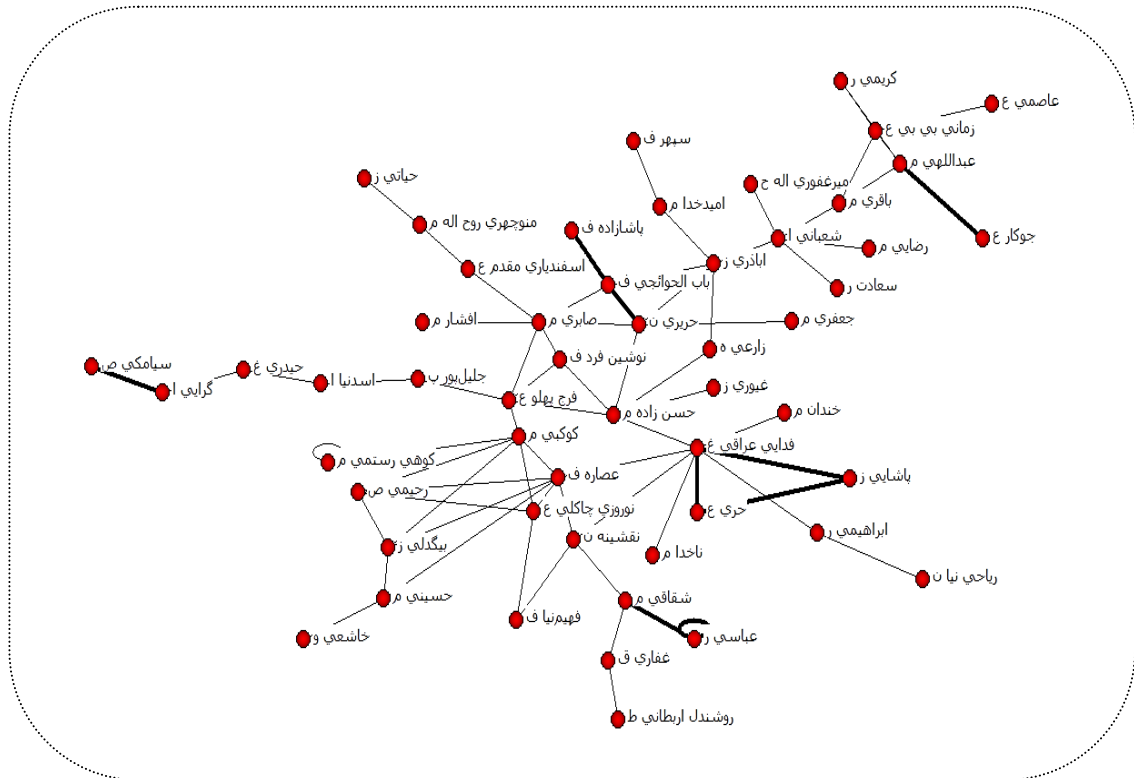 كريمي ر
عاصمي ع
زماني بي بي ع
سپهر ف
عبداللهي م
حياتي ز
ميرغفوري اله ح
باقري م
اميدخدا م
منوچهري روح اله م
پاشازاده ف
شعباني ا
جوكار ع
رضايي م
اباذري ز
اسفندياري مقدم ع
باب الحوائجي ف
سعادت ر
افشار م
صابري م
حريري ن
جعفري م
زارعي ه
نوشين فرد ف
سيامكي ص
حيدري غ
جليل‌پور پ
اسدنيا ا
گرايي ا
غيوري ز
فرج پهلو ع
حسن زاده م
خندان م
كوكبي م
فدايي عراقي غ
كوهي رستمي م
عصاره ف
پاشايي ز
رحيمي ص
نوروزي چاكلي ع
حري ع
ابراهيمي ر
بيگدلي ز
نقشينه ن
ناخدا م
رياحي نيا ن
حسيني م
شقاقي م
فهيم‌نيا ف
خاشعي و
عباسي ر
غفاري ق
روشندل اربطاني ط